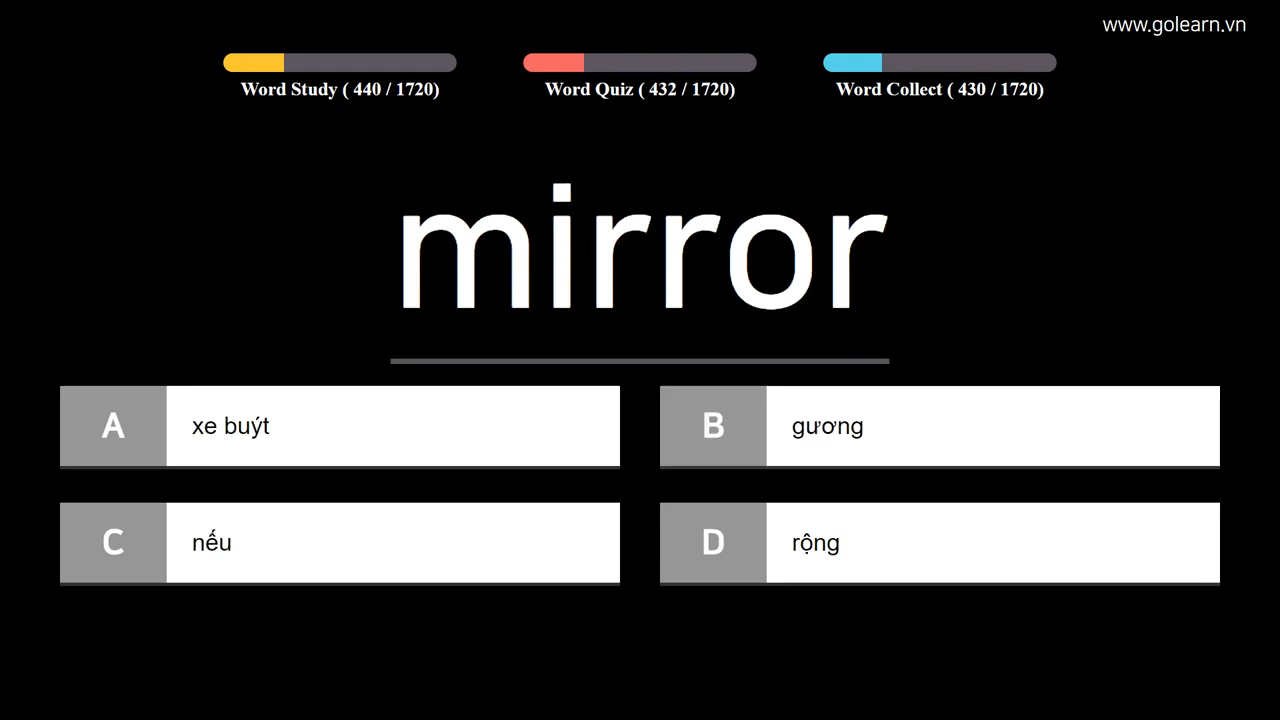 www.golearn.vn
Word Study ( 440 / 1720)
Word Quiz ( 432 / 1720)
Word Collect ( 430 / 1720)
mirror
A xe buýt
B gương
C nếu
D rộng